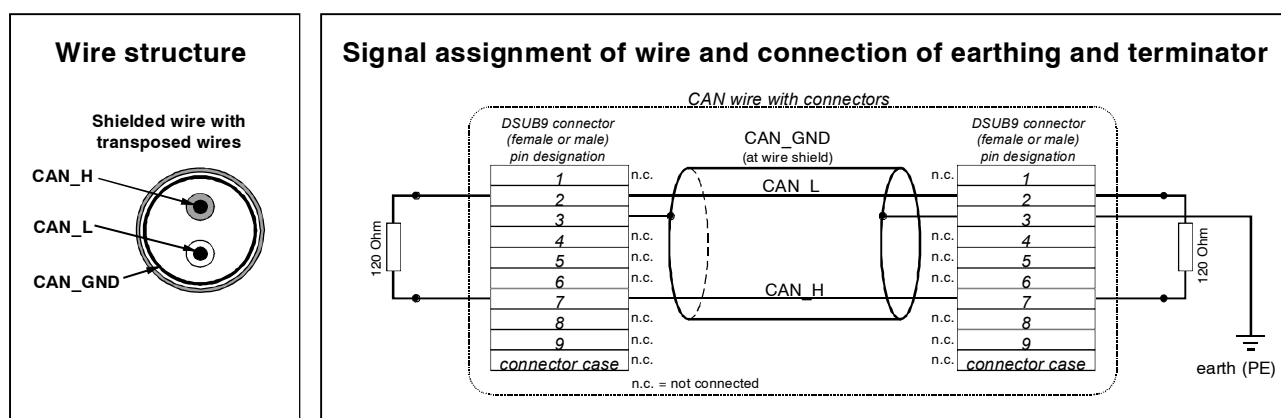 Wire structure
Shielded wire with
transposed wires
CAN_H
CAN_L
CAN_GND
Signal assignment of wire and connection of earthing and terminator
CAN wire with connectors
DSUB9 connector
(female or male)
pin designation
1
2
3
4
5
6
7
8
9
connector case
n.c.
n.c.
n.c.
n.c.
n.c.
n.c.
n.c.
120 Ohm
CAN_GND
(at wire shield)
CAN_L
CAN_H
n.c. = not connected
DSUB9 connector
(female or male)
pin designation
n.c.
n.c.
n.c.
n.c.
n.c.
n.c.
n.c.
1
2
3
4
5
6
7
8
9
connector case
120 Ohm
earth (PE)